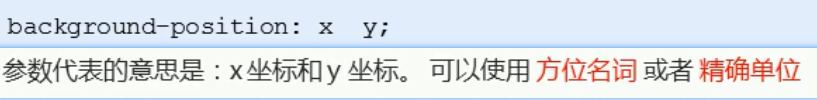 background-position: x  y;
参数代表的意思是：x坐标和y 坐标。 可以使用 方位名词 或者 精确单位